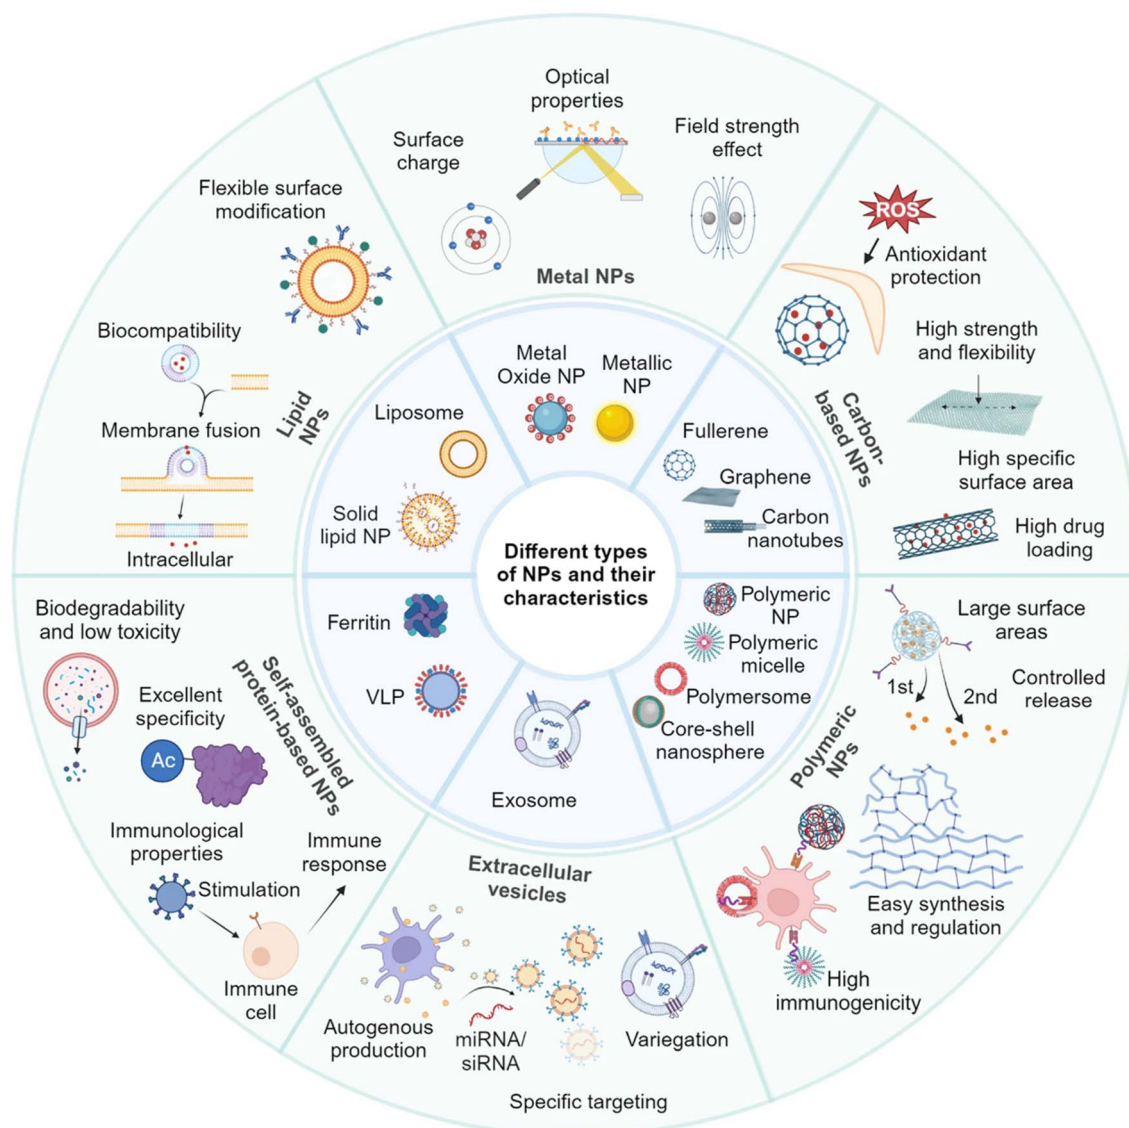 Different types
of NPs and their
characteristics
Metal NPs
Surface
charge
Optical
properties
Field strength
effect
Metal
Oxide NP
Metallic
NP
Carbon-
based NPs
ROS
Antioxidant
protection
High strength
and flexibility
High specific
surface area
High drug
loading
Fullerene
Graphene
Carbon
nanotubes
Polymeric
NPs
Large surface
areas
1st
2nd
Controlled
release
Easy synthesis
and regulation
High
immunogenicity
Polymeric
NP
Polymeric
micelle
Polymersome
Core-shell
nanosphere
Extracellular
vesicles
Exosome
Autogenous
production
miRNA/
siRNA
Variegation
Specific targeting
Self-assembled
protein-based NPs
Ferritin
VLP
Biodegradability
and low toxicity
Excellent
specificity
Ac
Immunological
properties
Stimulation
Immune
response
Immune
cell
Lipid
NPs
Liposome
Solid
lipid NP
Flexible surface
modification
Biocompatibility
Membrane fusion
Intracellular